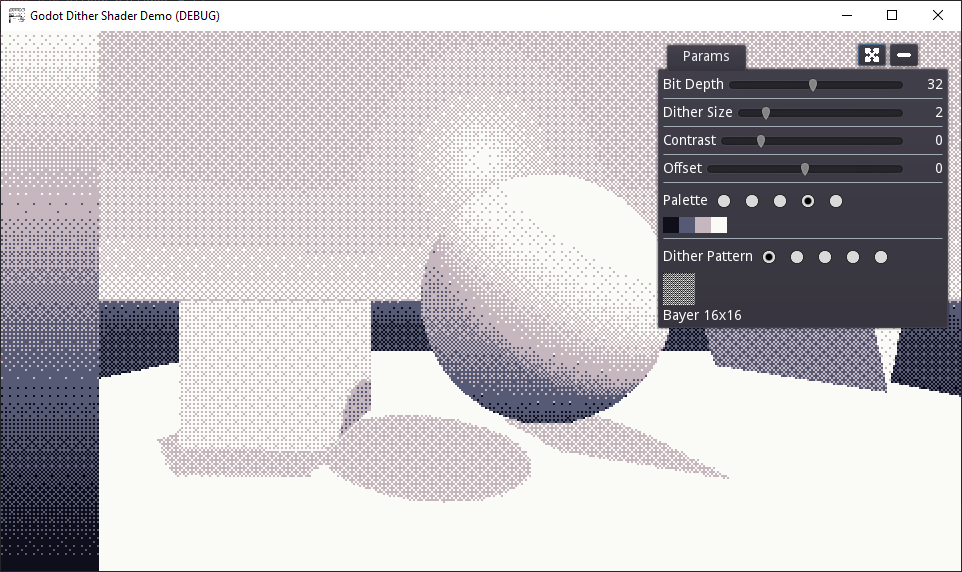 Godot Dither Shader Demo (DEBUG)
Params
Bit Depth 32
Dither Size 2
Contrast 0
Offset 0
Palette
Dither Pattern
Bayer 16x16